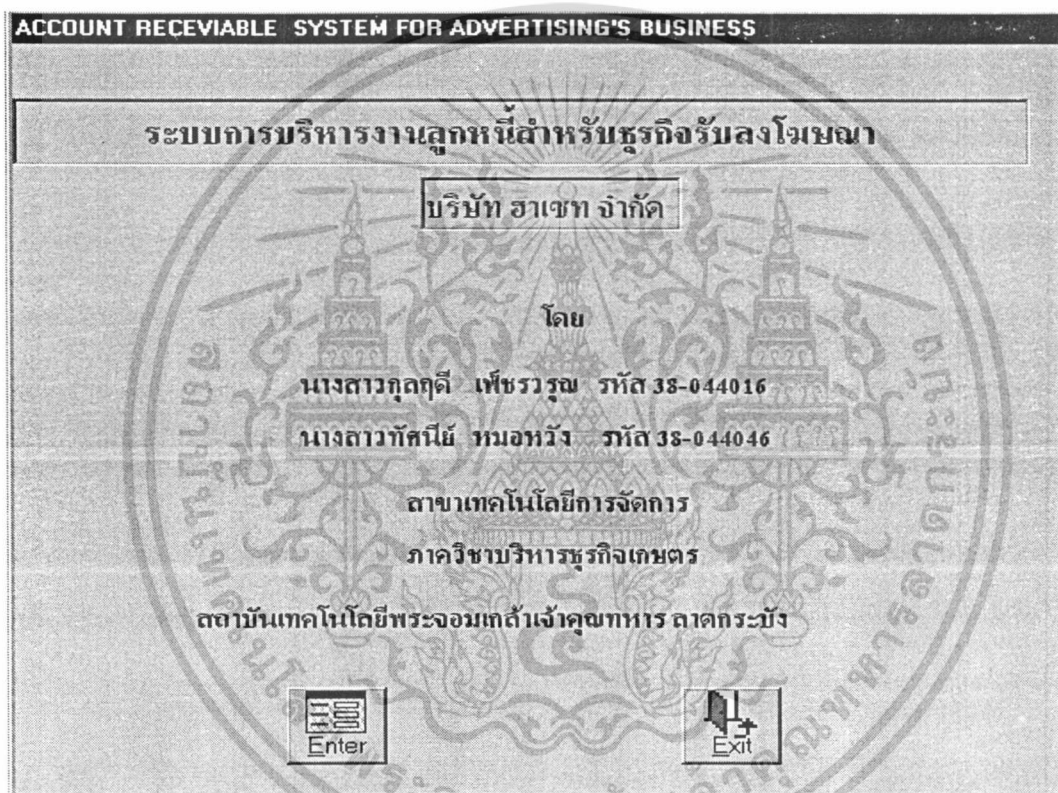 ACCOUNT RECEVIABLE SYSTEM FOR ADVERTISING'S BUSINESS
ระบบการบริหารงานลูกหนี้สำหรับธุรกิจรับลงโฆษณา
บริษัท ฮาเซท จำกัด
โดย
นางสาวกุลฤดี เพ็ชรวรุณ รหัส 38-044016
นางสาวทัศนีย์ หมอหวัง รหัส 38-044046
สาขาเทคโนโลยีการจัดการ
ภาควิชาบริหารธุรกิจเกษตร
สถาบันเทคโนโลยีพระจอมเกล้าเจ้าคุณทหาร ลาดกระบัง
Enter
Exit